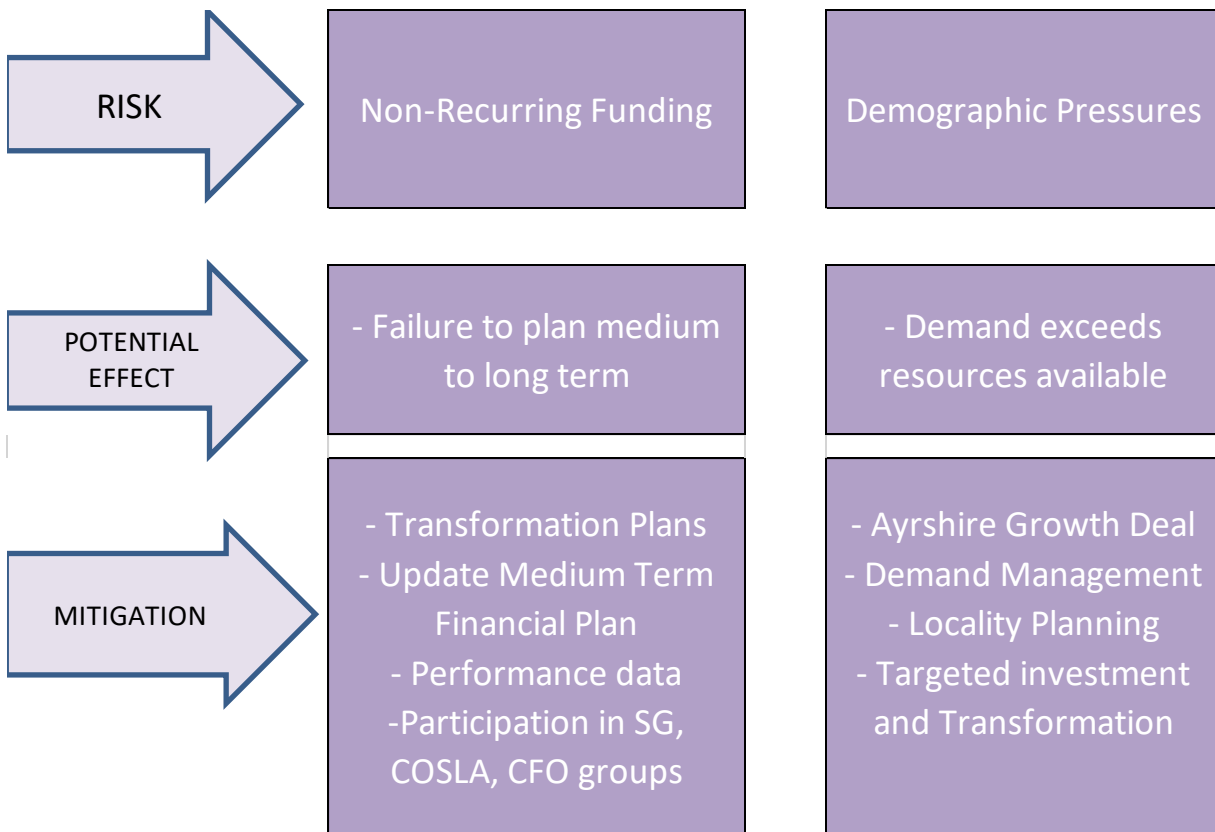 RISK
Non-Recurring Funding
Demographic Pressures
POTENTIAL
EFFECT
- Failure to plan medium
to long term
- Demand exceeds
resources available
MITIGATION
- Transformation Plans
- Update Medium Term
Financial Plan
- Performance data
-Participation in SG,
COSLA, CFO groups
- Ayrshire Growth Deal
- Demand Management
- Locality Planning
- Targeted investment
and Transformation